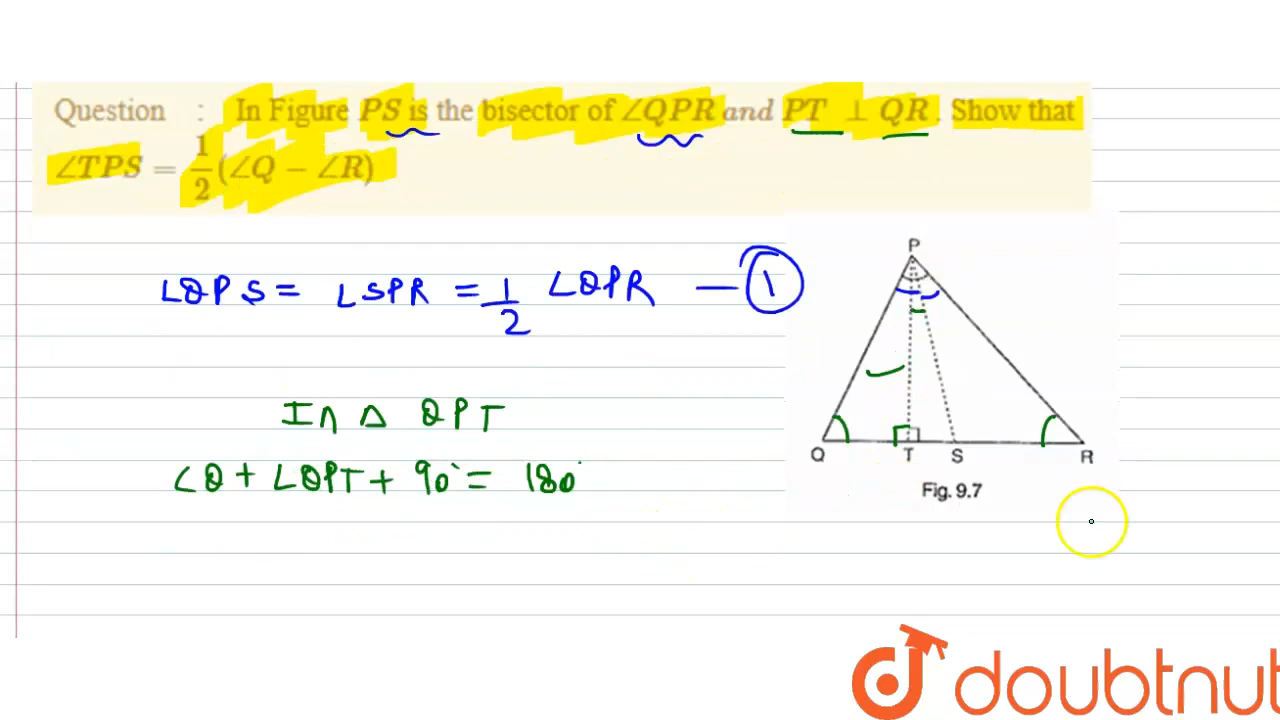 Question : In Figure PS is the bisector of ∠QPR and PT ⊥ QR. Show that
∠TPS = 1/2 (∠Q − ∠R)
∠QPS = ∠SPR = 1/2 ∠QPR — 1
In Δ QPT
∠Q + ∠QPT + 90° = 180°
P
Q T S R
Fig. 9.7
doubtnut